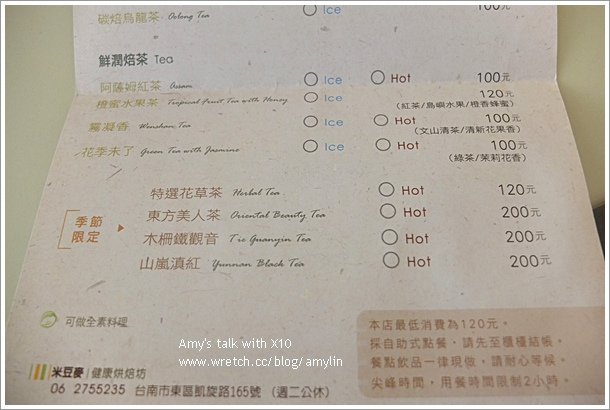 碳焙烏龍茶 Oolong Tea ○ Ice 100元
鮮潤焙茶 Tea
阿薩姆紅茶 Assam ○ Ice ○ Hot 100元
橙蜜水果茶 Tropical Fruit Tea with Honey ○ Ice 120元
(紅茶/島嶼水果/橙香蜂蜜)
霧凝香 Wenshan Tea ○ Ice ○ Hot 100元
(文山清茶/清新花果香)
花季未了 Green Tea with Jasmine ○ Ice ○ Hot 100元
(綠茶/茉莉花香)
季節限定
特選花草茶 Herbal Tea ○ Hot 120元
東方美人茶 Oriental Beauty Tea ○ Hot 200元
木柵鐵觀音 Tie Guanyin Tea ○ Hot 200元
山嵐滇紅 Yunnan Black Tea ○ Hot 200元
可做全素料理
本店最低消費為120元。
採自助式點餐，請先至櫃檯結帳。
餐點飲品一律現做，請耐心等候。
尖峰時間，用餐時間限制2小時。
Amy's talk with X10
www.wretch.cc/blog/amylin
米豆麥 健康烘焙坊
06 2755235 台南市東區凱旋路165號 (週二公休)